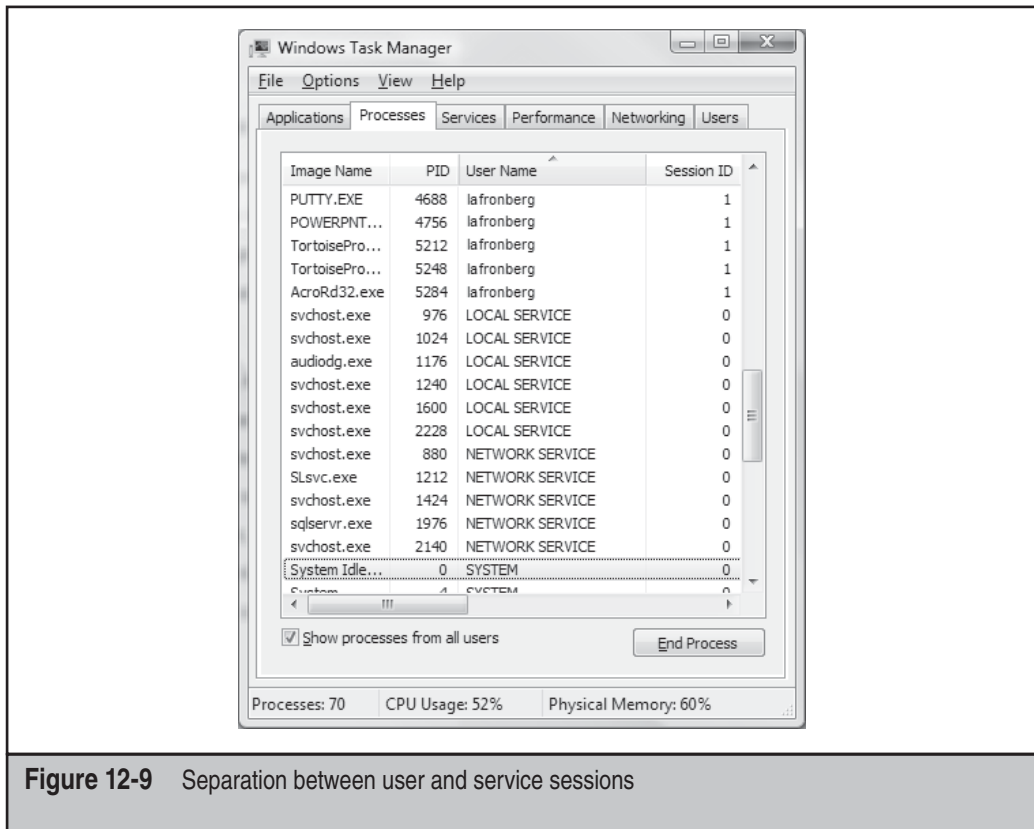 Windows Task Manager
File Options View Help
Applications Processes Services Performance Networking Users
Image Name PID User Name Session ID
PUTTY.EXE 4688 lafronberg 1
POWERPNT... 4756 lafronberg 1
TortoisePro... 5212 lafronberg 1
TortoisePro... 5248 lafronberg 1
AcroRd32.exe 5284 lafronberg 1
svchost.exe 976 LOCAL SERVICE 0
svchost.exe 1024 LOCAL SERVICE 0
audiodg.exe 1176 LOCAL SERVICE 0
svchost.exe 1240 LOCAL SERVICE 0
svchost.exe 1600 LOCAL SERVICE 0
svchost.exe 2228 LOCAL SERVICE 0
svchost.exe 880 NETWORK SERVICE 0
SLsvc.exe 1212 NETWORK SERVICE 0
svchost.exe 1424 NETWORK SERVICE 0
sqlservr.exe 1976 NETWORK SERVICE 0
svchost.exe 2140 NETWORK SERVICE 0
System Idle... 0 SYSTEM 0
System 4 SYSTEM 0
Show processes from all users End Process
Processes: 70 CPU Usage: 52% Physical Memory: 60%
Figure 12-9 Separation between user and service sessions